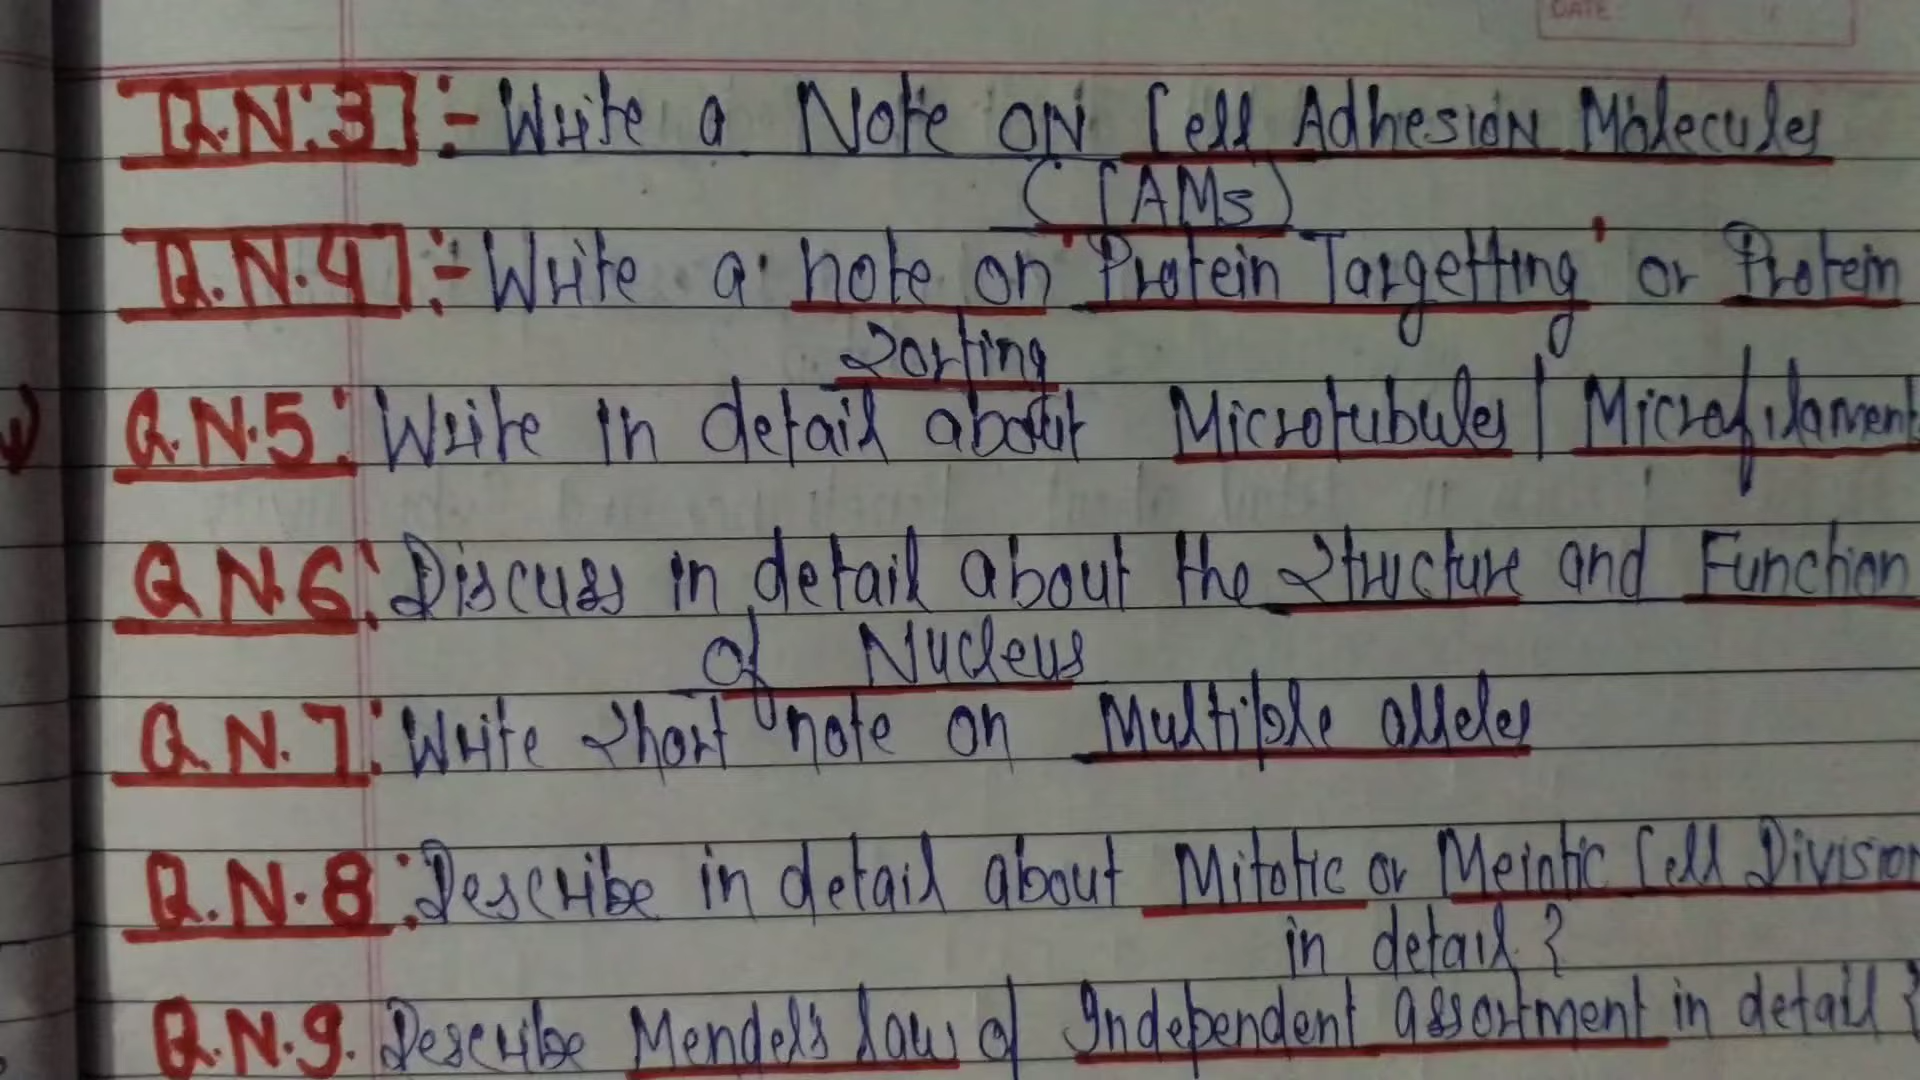 DATE:
Q.N.3 :- Write a Note ON Cell Adhesion Molecules
(CAMs)
Q.N.4 :- Write a note on "Protein Targetting" or Protein
Sorting
Q.N.5: Write in detail about Microtubules | Microfilament
Q.N.6: Discuss in detail about the Structure and Function
of Nucleus
Q.N.7: Write short note on Multiple alleles
Q.N.8: Describe in detail about Mitotic or Meiotic Cell Division
in detail?
Q.N.9. Describe Mendel's law of Independent assortment in detail?